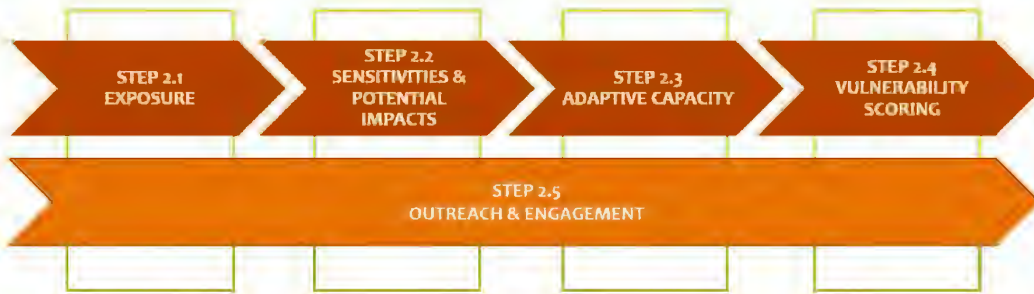 STEP 2.1
EXPOSURE
STEP 2.2
SENSITIVITIES &
POTENTIAL
IMPACTS
STEP 2.3
ADAPTIVE CAPACITY
STEP 2.4
VULNERABILITY
SCORING
STEP 2.5
OUTREACH & ENGAGEMENT